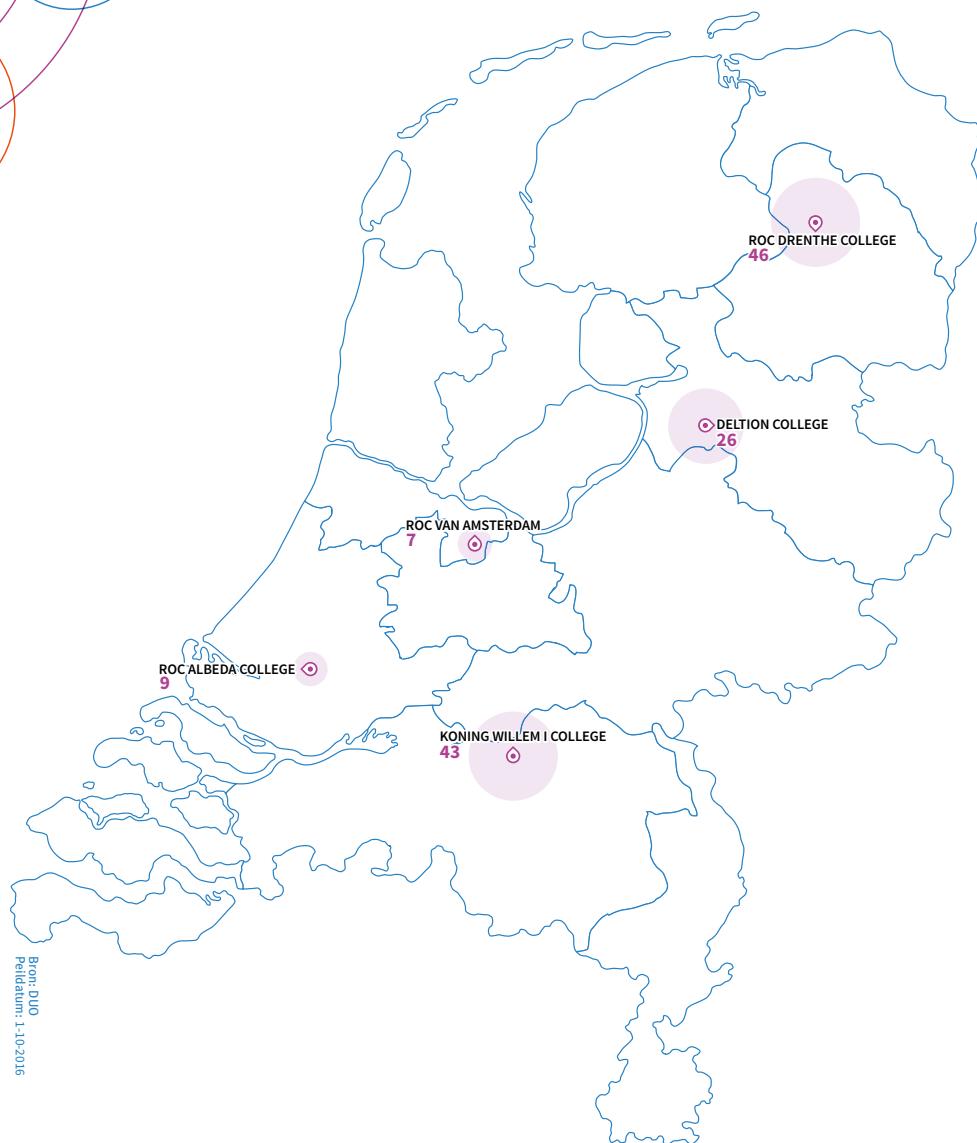 ROC DRENTHE COLLEGE
46
DELTION COLLEGE
26
ROC VAN AMSTERDAM
7
ROC ALBEDA COLLEGE
9
KONING WILLEM I COLLEGE
43
Bron: DUO
Peildatum: 1-10-2016